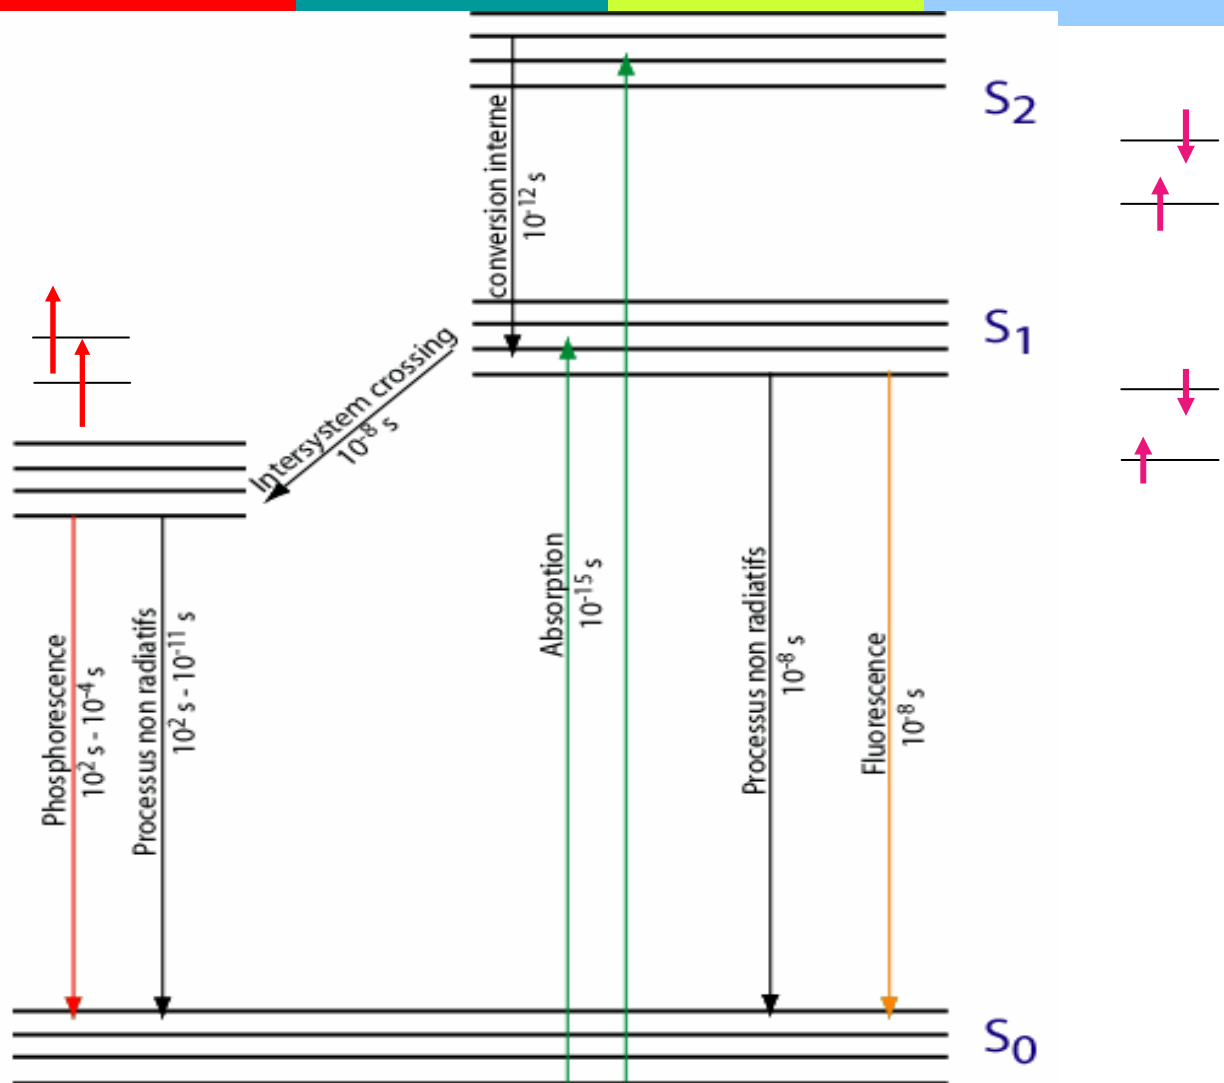 S₂
conversion interne
10⁻¹² s
S₁
Intersystem crossing
10⁻⁸ s
Absorption
10⁻¹⁵ s
Processus non radiatifs
10⁻⁸ s
Fluorescence
10⁻⁸ s
Phosphorescence
10² s - 10⁻⁴ s
Processus non radiatifs
10² s - 10⁻¹¹ s
S₀